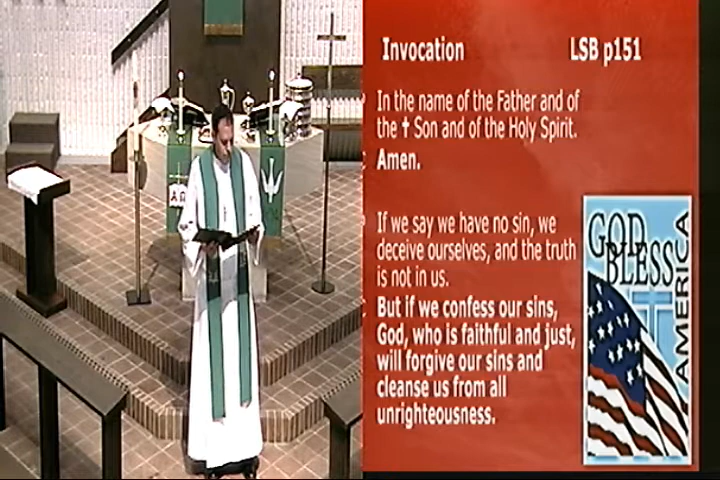 Invocation LSB p151
In the name of the Father and of
the ✝ Son and of the Holy Spirit.
Amen.
If we say we have no sin, we
deceive ourselves, and the truth
is not in us.
But if we confess our sins,
God, who is faithful and just,
will forgive our sins and
cleanse us from all
unrighteousness.
GOD
BLESS
AMERICA